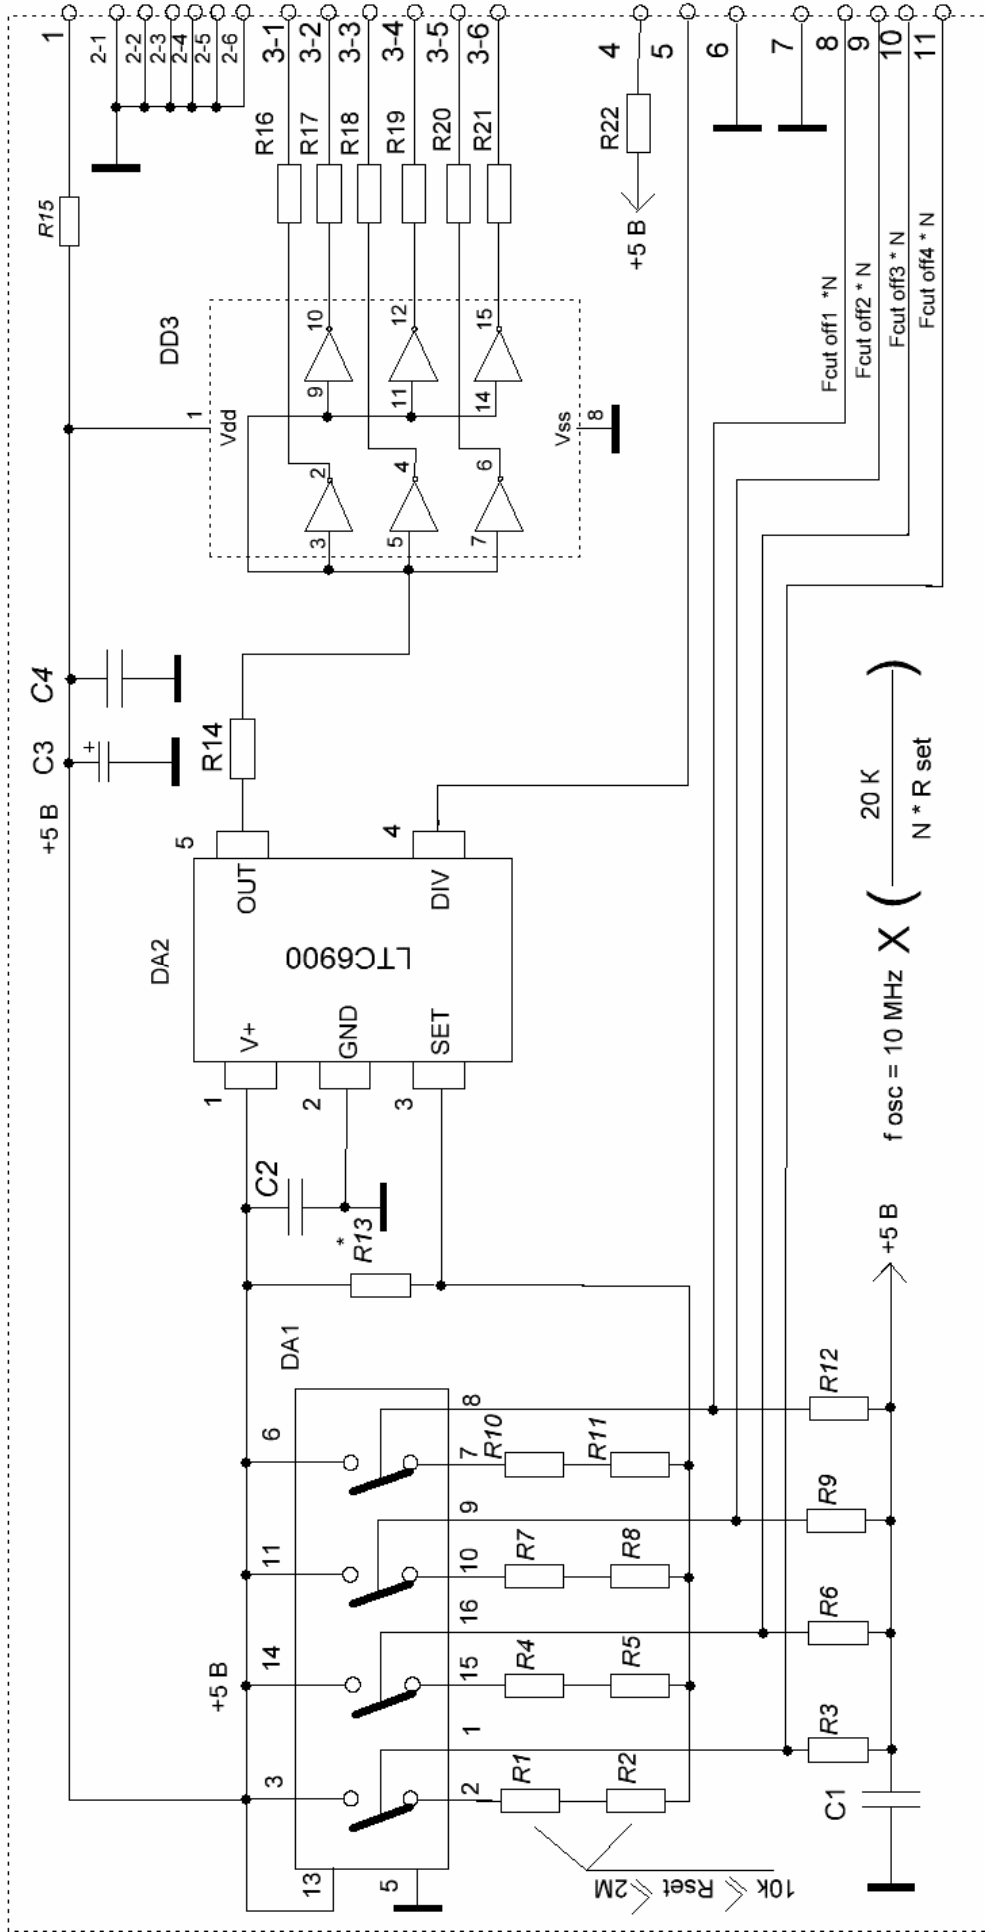 1
2-1
2-2
2-3
2-4
2-5
2-6
3-1
3-2
3-3
3-4
3-5
3-6
4
5
6
7
8
9
10
11
R15
R16
R17
R18
R19
R20
R21
R22
+5 B
DD3
1
Vdd
10
12
15
9
11
14
2
4
6
3
5
7
Vss
8
Fcut off1 *N
Fcut off2 * N
Fcut off3 * N
Fcut off4 * N
C4
C3
+
+5 B
R14
5
OUT
4
DIV
DA2
LTC6900
V+
GND
SET
1
2
3
C2
*
R13
DA1
6
11
14
3
13
5
+5 B
8
7
9
10
16
15
1
2
R10
R11
R7
R8
R4
R5
R1
R2
R12
R9
R6
R3
C1
+5 B
10k ⩽ Rset ⩽ 2M
f osc = 10 MHz X ( 20 K
N * R set )